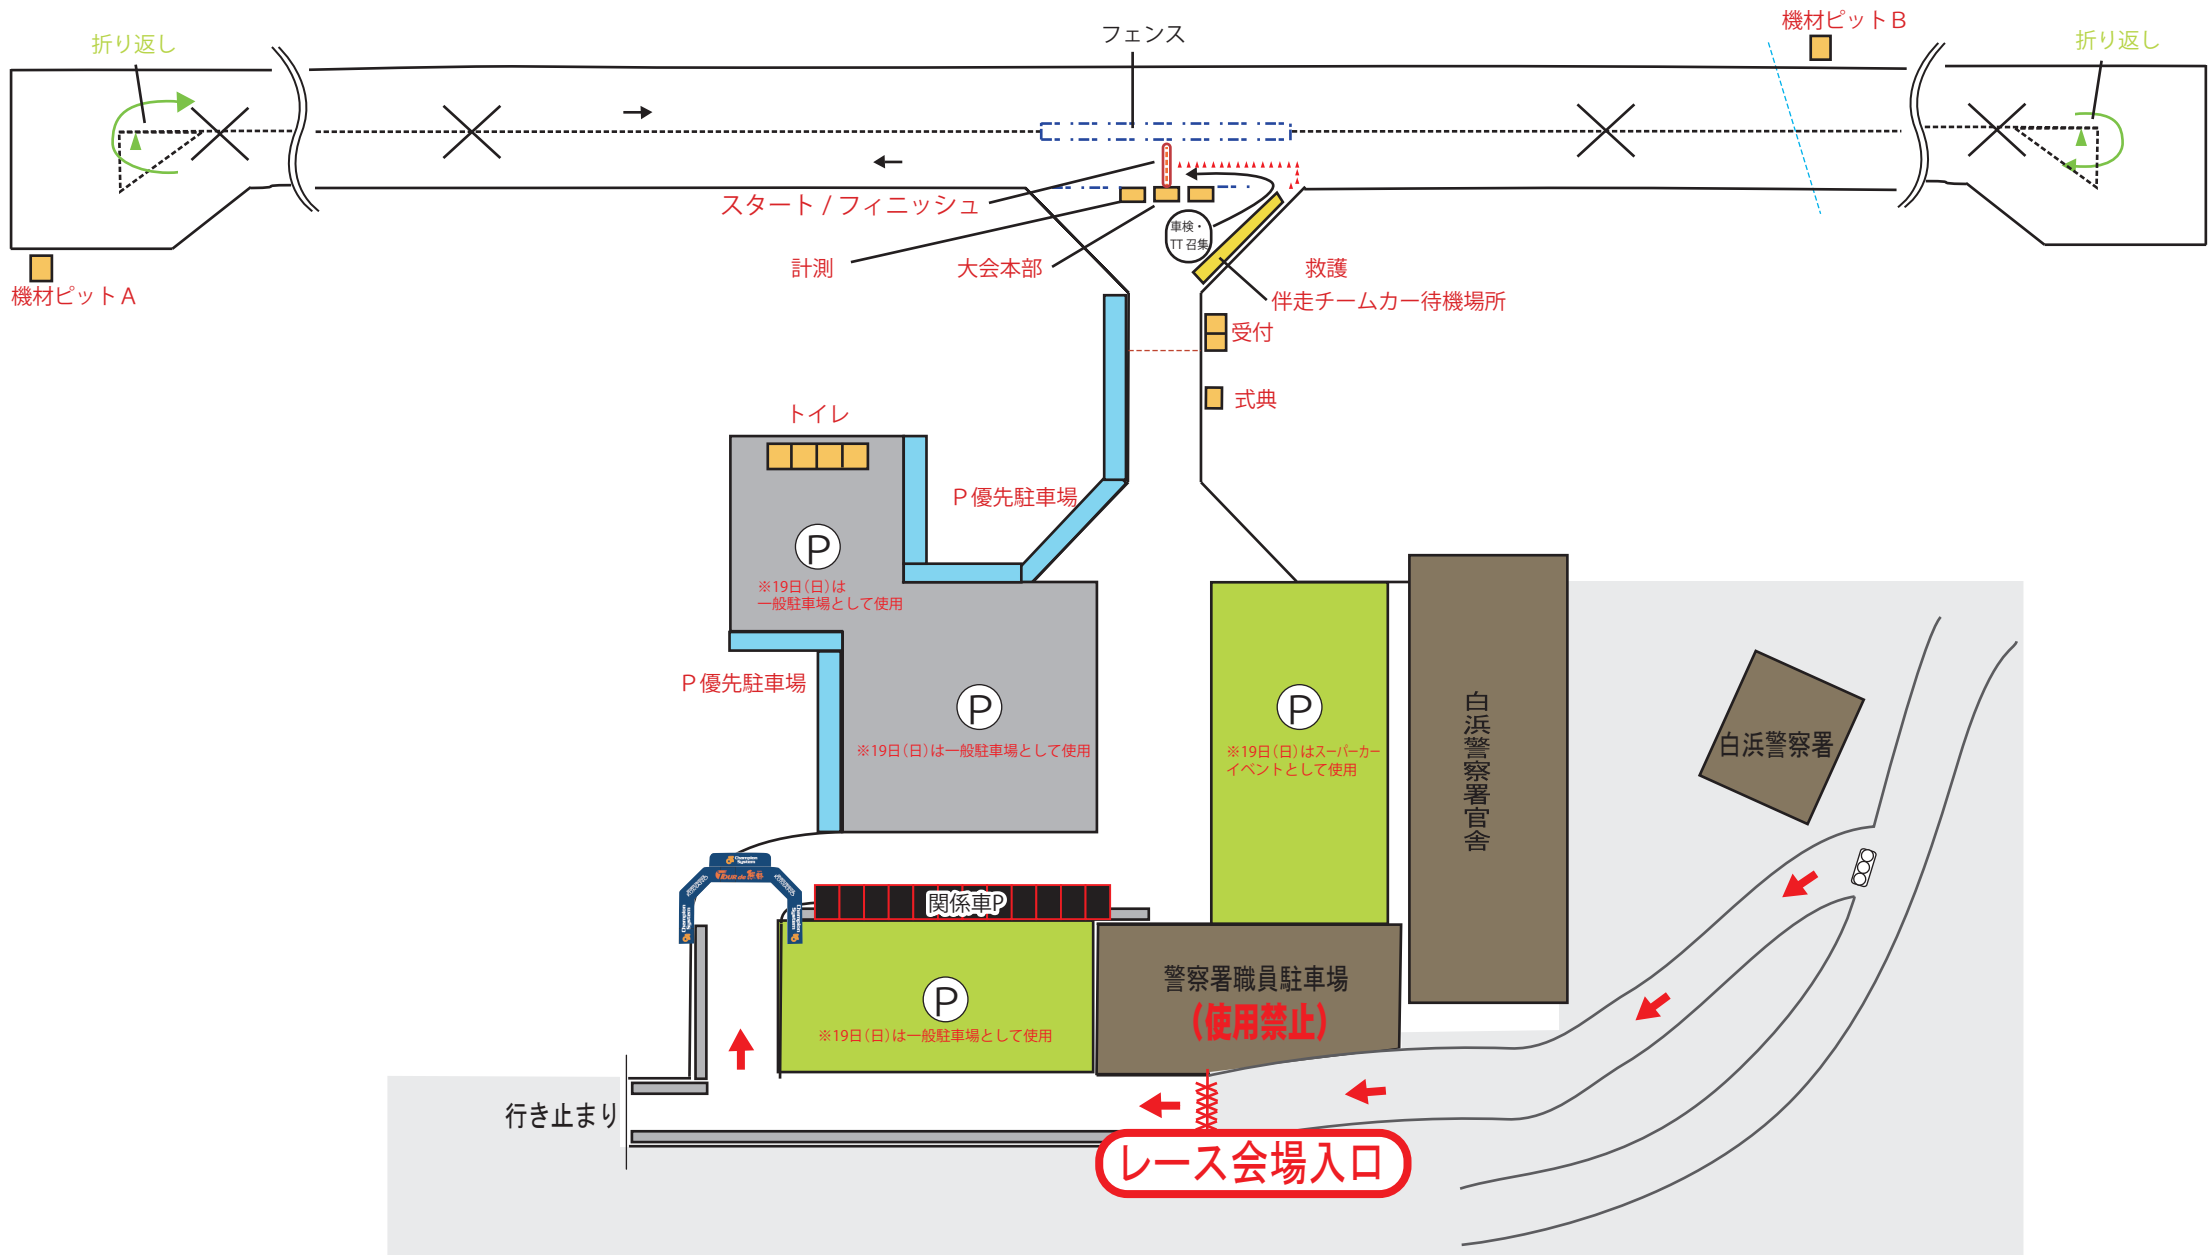 折り返し
フェンス
機材ピットB
折り返し
スタート / フィニッシュ
車検・
TT 召集
計測
大会本部
救護
機材ピット A
伴走チームカー待機場所
受付
式典
トイレ
P 優先駐車場
P
※19日(日)は
一般駐車場として使用
P 優先駐車場
P
※19日(日)は一般駐車場として使用
P
※19日(日)はスーパーカー
イベントとして使用
白浜警察署官舎
白浜警察署
Champion
System
TOUR de
Champion
System
Champion
System
関係車P
P
※19日(日)は一般駐車場として使用
警察署職員駐車場
(使用禁止)
行き止まり
レース会場入口